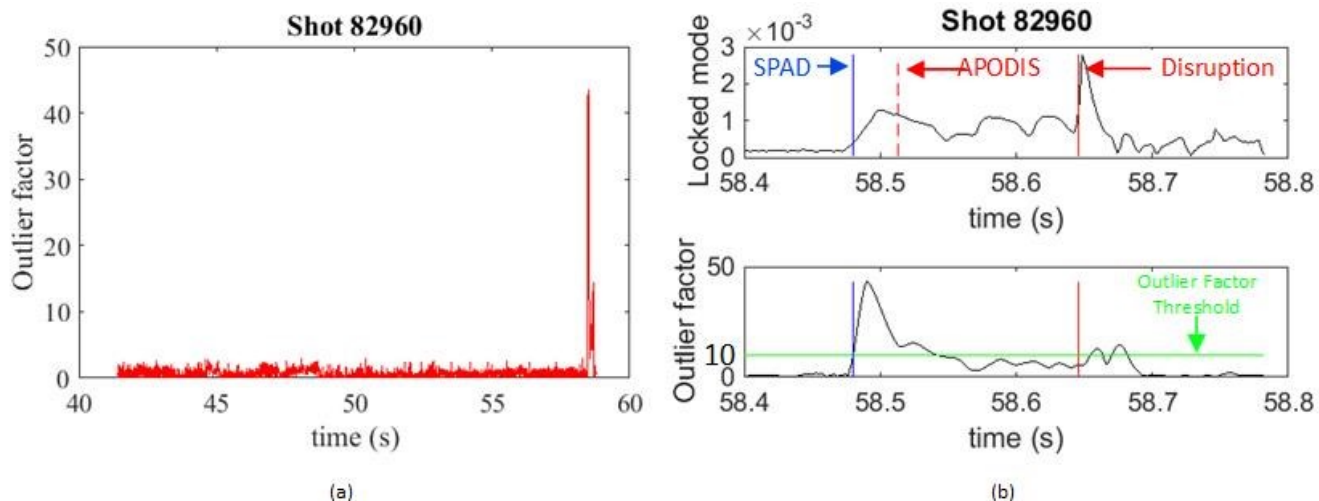 Shot 82960
50
40
30
20
10
0
40 45 50 55 60
Outlier factor
time (s)
(a)
Shot 82960
×10⁻³
3
2
1
0
Locked mode
SPAD
APODIS
Disruption
58.4 58.5 58.6 58.7 58.8
time (s)
50
10
0
Outlier factor
Outlier Factor
Threshold
58.4 58.5 58.6 58.7 58.8
time (s)
(b)